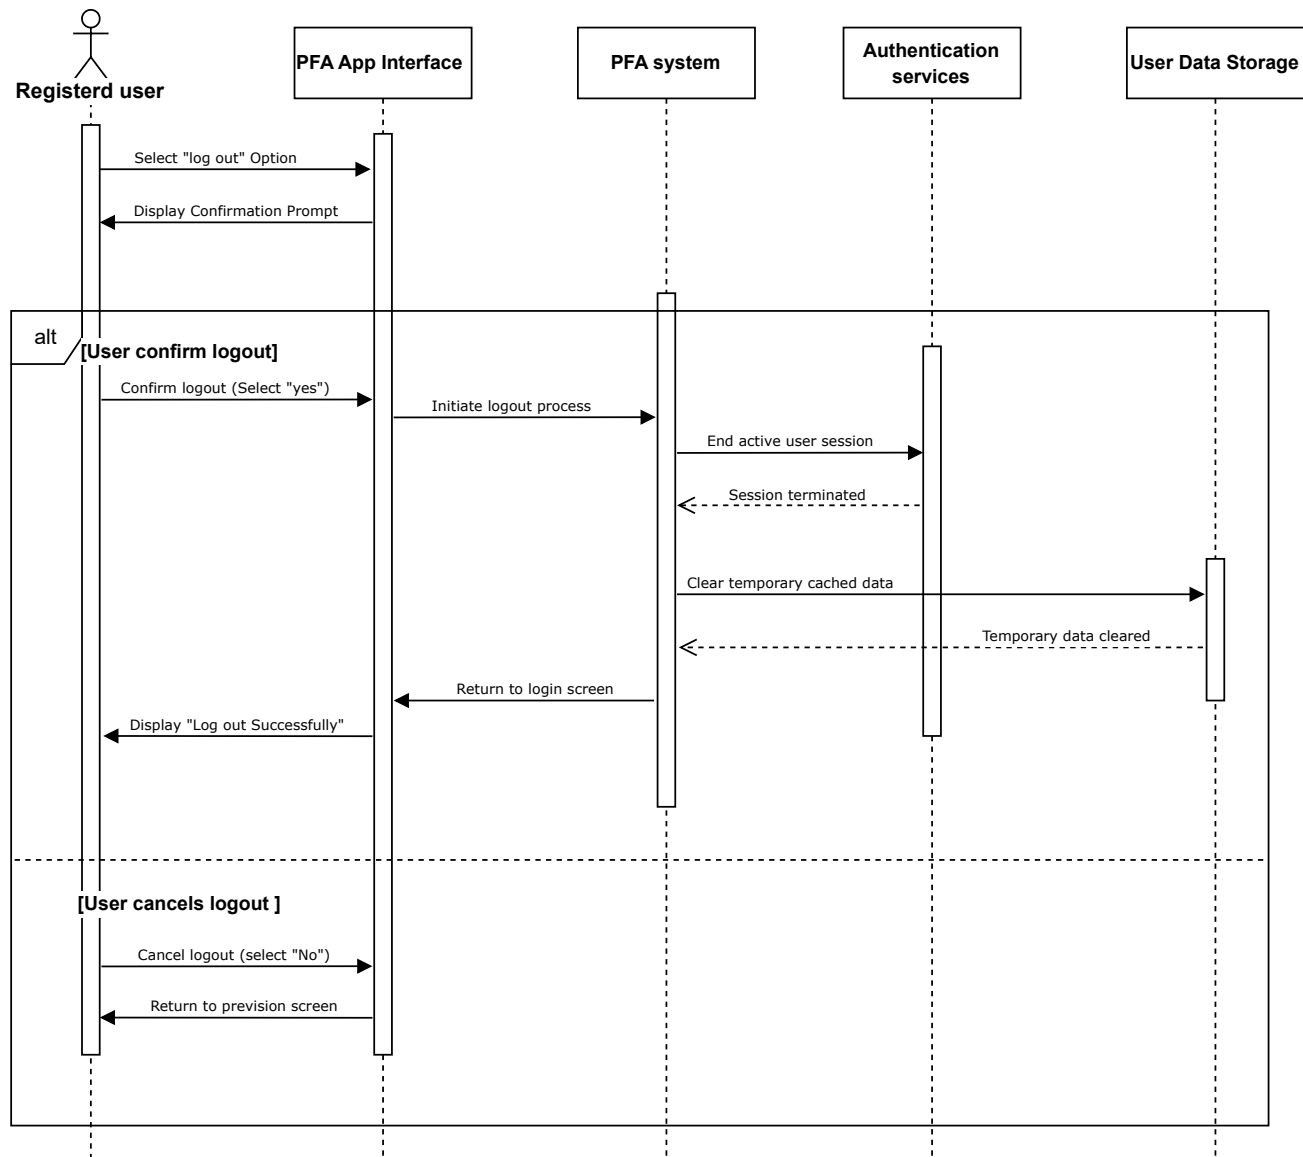 Registerd user
PFA App Interface
PFA system
Authentication
services
User Data Storage
Select "log out" Option
Display Confirmation Prompt
alt
[User confirm logout]
Confirm logout (Select "yes")
Initiate logout process
End active user session
Session terminated
Clear temporary cached data
Temporary data cleared
Return to login screen
Display "Log out Successfully"
[User cancels logout ]
Cancel logout (select "No")
Return to prevision screen